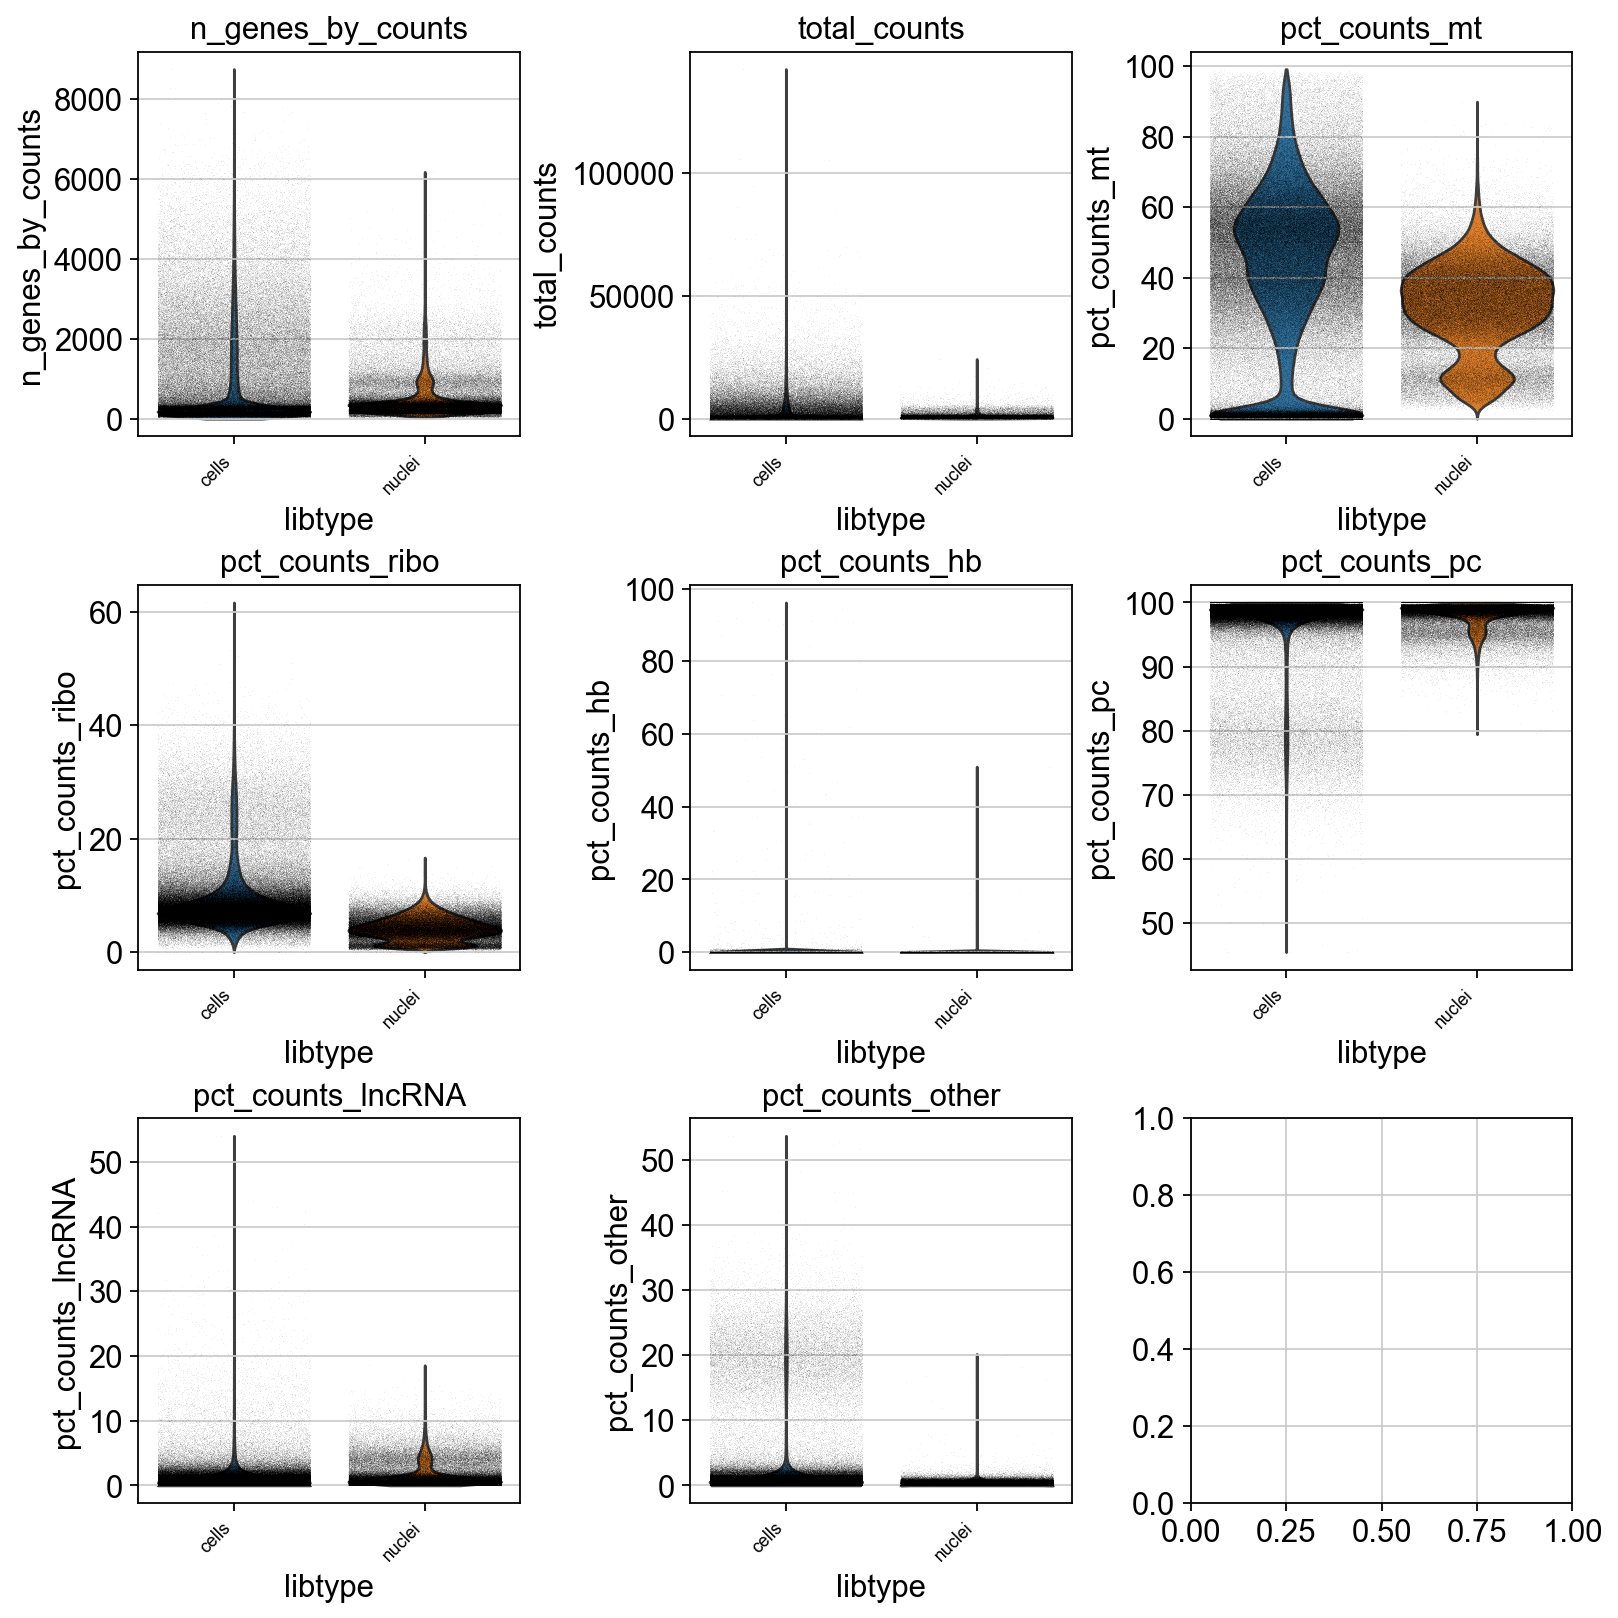 n_genes_by_counts
n_genes_by_counts
8000
6000
4000
2000
0
cells
nuclei
libtype
total_counts
total_counts
100000
50000
0
cells
nuclei
libtype
pct_counts_mt
pct_counts_mt
100
80
60
40
20
0
cells
nuclei
libtype
pct_counts_ribo
pct_counts_ribo
60
40
20
0
cells
nuclei
libtype
pct_counts_hb
pct_counts_hb
100
80
60
40
20
0
cells
nuclei
libtype
pct_counts_pc
pct_counts_pc
100
90
80
70
60
50
cells
nuclei
libtype
pct_counts_lncRNA
pct_counts_lncRNA
50
40
30
20
10
0
cells
nuclei
libtype
pct_counts_other
pct_counts_other
50
40
30
20
10
0
cells
nuclei
libtype
1.0
0.8
0.6
0.4
0.2
0.0
0.00 0.25 0.50 0.75 1.00